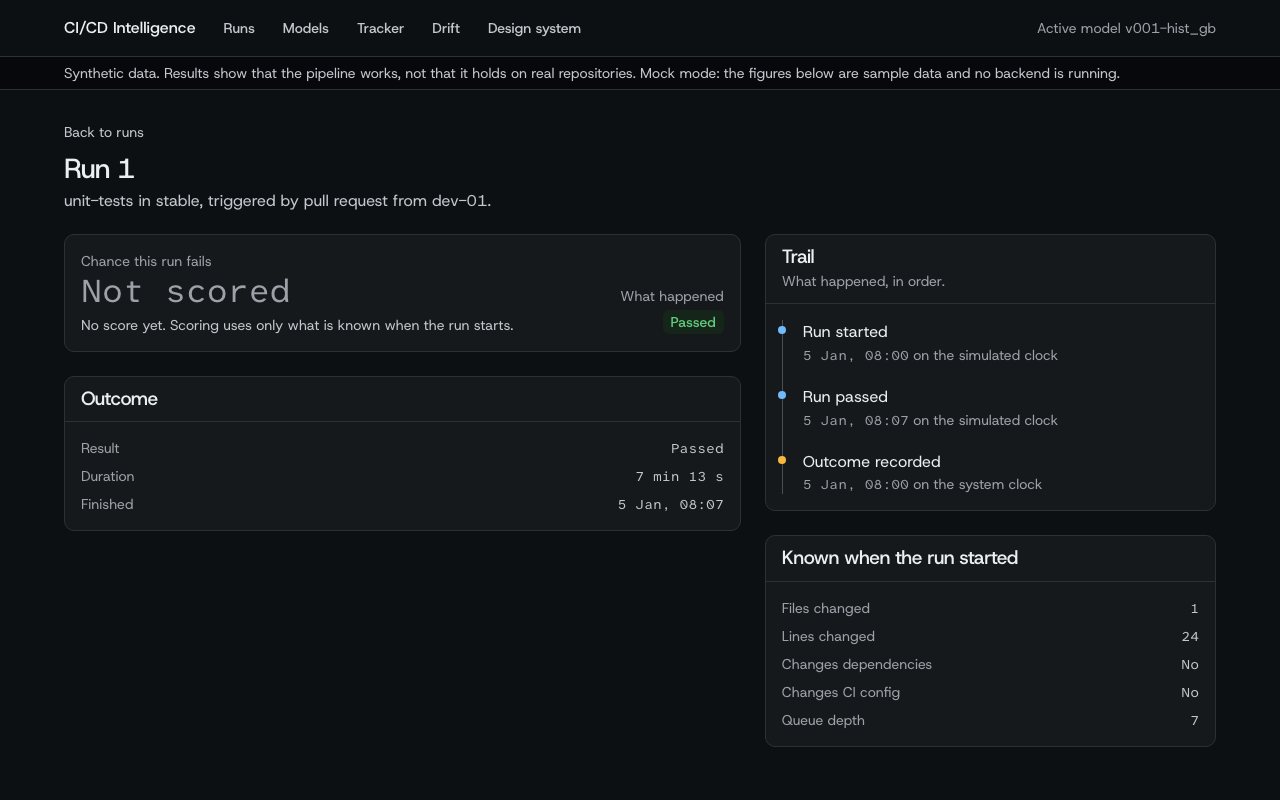 CI/CD Intelligence Runs Models Tracker Drift Design system Active model v001-hist_gb
Synthetic data. Results show that the pipeline works, not that it holds on real repositories. Mock mode: the figures below are sample data and no backend is running.
Back to runs
Run 1
unit-tests in stable, triggered by pull request from dev-01.
Chance this run fails
Not scored
No score yet. Scoring uses only what is known when the run starts.
What happened
Passed
Outcome
Result Passed
Duration 7 min 13 s
Finished 5 Jan, 08:07
Trail
What happened, in order.
Run started
5 Jan, 08:00 on the simulated clock
Run passed
5 Jan, 08:07 on the simulated clock
Outcome recorded
5 Jan, 08:00 on the system clock
Known when the run started
Files changed 1
Lines changed 24
Changes dependencies No
Changes CI config No
Queue depth 7